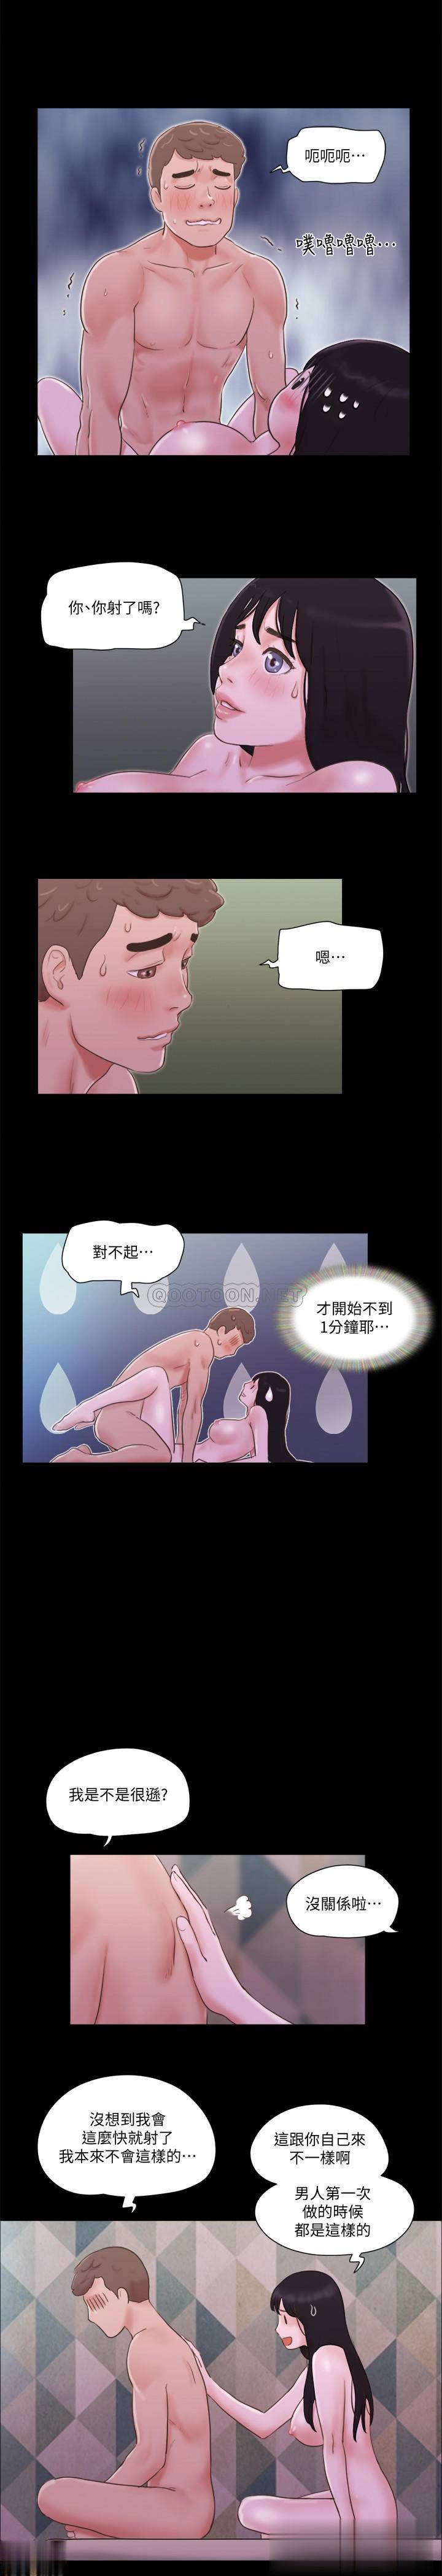 呃呃呃…
噗嚕嚕嚕…
你、你射了嗎?
嗯…
對不起…
QOOTOON.NET
才開始不到
1分鐘耶…
我是不是很遜?
沒關係啦…
沒想到我會
這麼快就射了
我本來不會這樣的…
這跟你自己來
不一樣啊
男人第一次
做的時候
都是這樣的